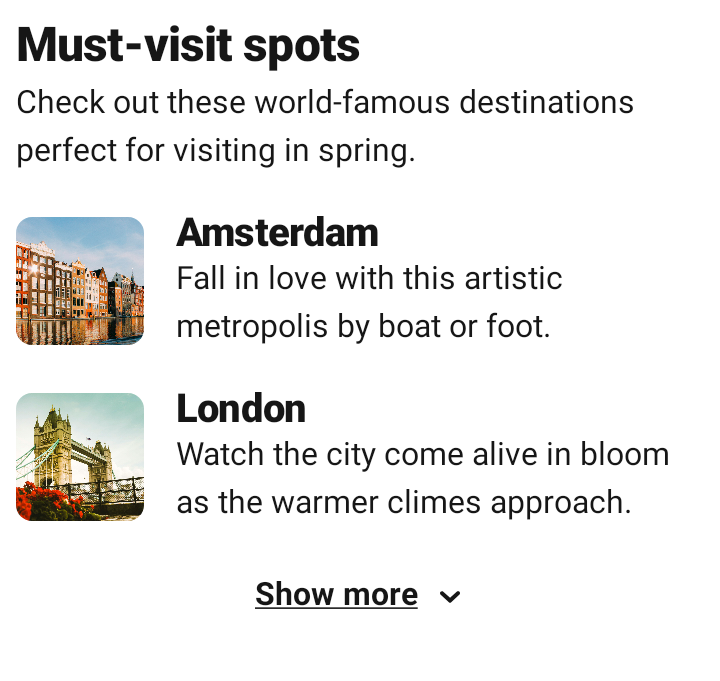 Must-visit spots
Check out these world-famous destinations
perfect for visiting in spring.
Amsterdam
Fall in love with this artistic
metropolis by boat or foot.
London
Watch the city come alive in bloom
as the warmer climes approach.
Show more